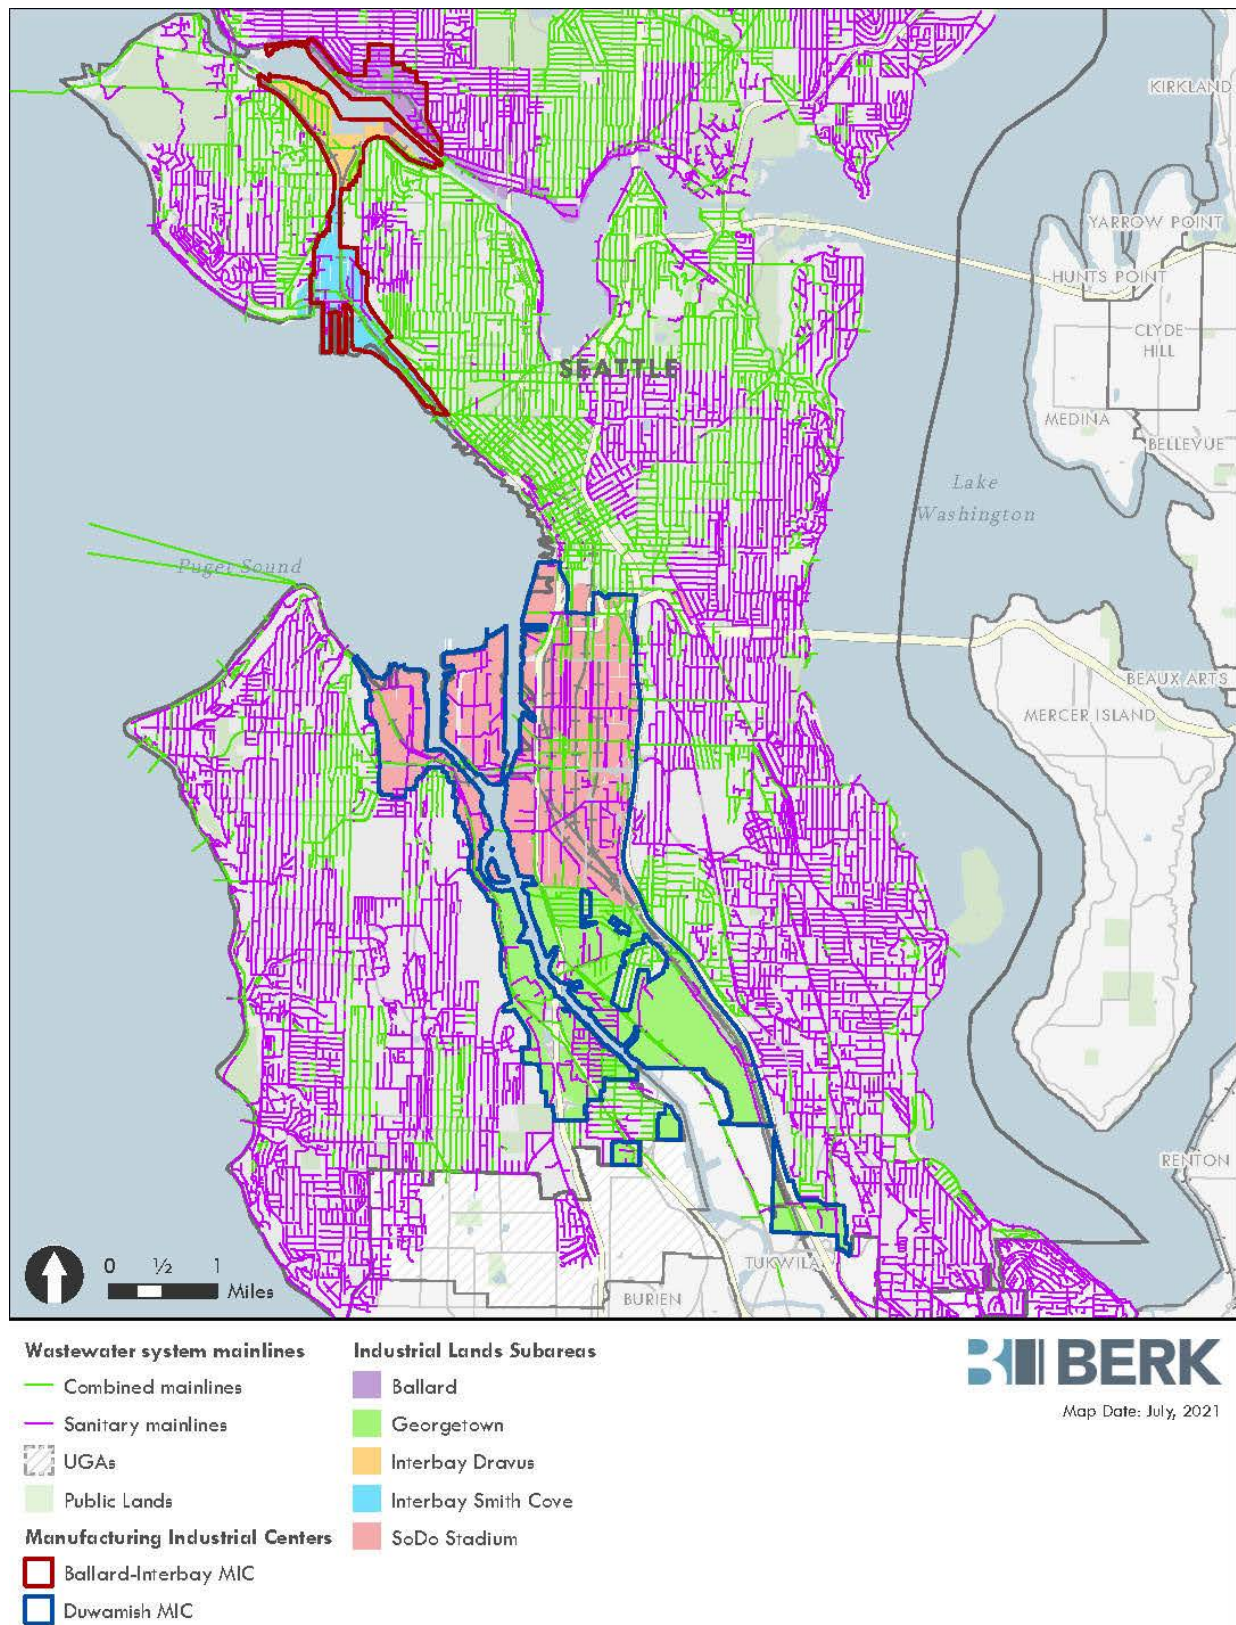 KIRKLAND
YARROW POINT
HUNTS POINT
CLYDE
HILL
SEATTLE
MEDINA
BELLEVUE
Lake
Washington
Puget Sound
BEAUX ARTS
MERCER ISLAND
RENTON
TUKWILA
BURIEN
0 ½ 1
Miles
Wastewater system mainlines
Combined mainlines
Sanitary mainlines
UGAs
Public Lands
Manufacturing Industrial Centers
Ballard-Interbay MIC
Duwamish MIC
Industrial Lands Subareas
Ballard
Georgetown
Interbay Dravus
Interbay Smith Cove
SoDo Stadium
BERK
Map Date: July, 2021